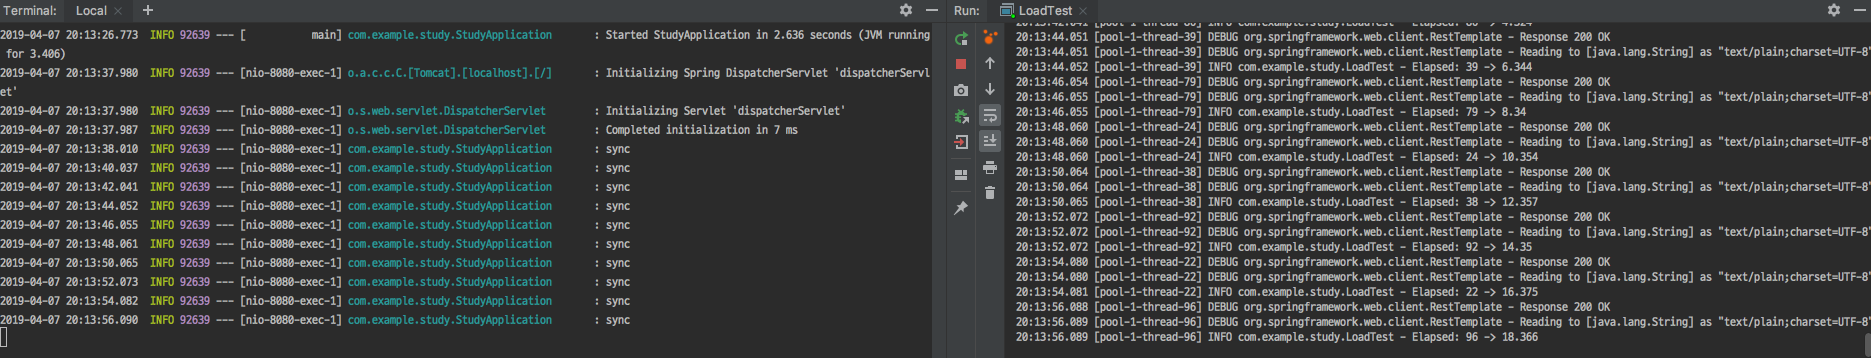 Terminal: Local × +
2019-04-07 20:13:26.773 INFO 92639 --- [ main] com.example.study.StudyApplication : Started StudyApplication in 2.636 seconds (JVM running
for 3.406)
2019-04-07 20:13:37.980 INFO 92639 --- [nio-8080-exec-1] o.a.c.c.C.[Tomcat].[localhost].[/] : Initializing Spring DispatcherServlet 'dispatcherServl
et'
2019-04-07 20:13:37.980 INFO 92639 --- [nio-8080-exec-1] o.s.web.servlet.DispatcherServlet : Initializing Servlet 'dispatcherServlet'
2019-04-07 20:13:37.987 INFO 92639 --- [nio-8080-exec-1] o.s.web.servlet.DispatcherServlet : Completed initialization in 7 ms
2019-04-07 20:13:38.010 INFO 92639 --- [nio-8080-exec-1] com.example.study.StudyApplication : sync
2019-04-07 20:13:40.037 INFO 92639 --- [nio-8080-exec-1] com.example.study.StudyApplication : sync
2019-04-07 20:13:42.041 INFO 92639 --- [nio-8080-exec-1] com.example.study.StudyApplication : sync
2019-04-07 20:13:44.052 INFO 92639 --- [nio-8080-exec-1] com.example.study.StudyApplication : sync
2019-04-07 20:13:46.055 INFO 92639 --- [nio-8080-exec-1] com.example.study.StudyApplication : sync
2019-04-07 20:13:48.061 INFO 92639 --- [nio-8080-exec-1] com.example.study.StudyApplication : sync
2019-04-07 20:13:50.065 INFO 92639 --- [nio-8080-exec-1] com.example.study.StudyApplication : sync
2019-04-07 20:13:52.073 INFO 92639 --- [nio-8080-exec-1] com.example.study.StudyApplication : sync
2019-04-07 20:13:54.082 INFO 92639 --- [nio-8080-exec-1] com.example.study.StudyApplication : sync
2019-04-07 20:13:56.090 INFO 92639 --- [nio-8080-exec-1] com.example.study.StudyApplication : sync
Run: LoadTest ×
20:13:44.051 [pool-1-thread-39] DEBUG org.springframework.web.client.RestTemplate - Response 200 OK
20:13:44.051 [pool-1-thread-39] DEBUG org.springframework.web.client.RestTemplate - Reading to [java.lang.String] as "text/plain;charset=UTF-8"
20:13:44.052 [pool-1-thread-39] INFO com.example.study.LoadTest - Elapsed: 39 -> 6.344
20:13:46.054 [pool-1-thread-79] DEBUG org.springframework.web.client.RestTemplate - Response 200 OK
20:13:46.055 [pool-1-thread-79] DEBUG org.springframework.web.client.RestTemplate - Reading to [java.lang.String] as "text/plain;charset=UTF-8"
20:13:46.055 [pool-1-thread-79] INFO com.example.study.LoadTest - Elapsed: 79 -> 8.34
20:13:48.060 [pool-1-thread-24] DEBUG org.springframework.web.client.RestTemplate - Response 200 OK
20:13:48.060 [pool-1-thread-24] DEBUG org.springframework.web.client.RestTemplate - Reading to [java.lang.String] as "text/plain;charset=UTF-8"
20:13:48.060 [pool-1-thread-24] INFO com.example.study.LoadTest - Elapsed: 24 -> 10.354
20:13:50.064 [pool-1-thread-38] DEBUG org.springframework.web.client.RestTemplate - Response 200 OK
20:13:50.064 [pool-1-thread-38] DEBUG org.springframework.web.client.RestTemplate - Reading to [java.lang.String] as "text/plain;charset=UTF-8"
20:13:50.065 [pool-1-thread-38] INFO com.example.study.LoadTest - Elapsed: 38 -> 12.357
20:13:52.072 [pool-1-thread-92] DEBUG org.springframework.web.client.RestTemplate - Response 200 OK
20:13:52.072 [pool-1-thread-92] DEBUG org.springframework.web.client.RestTemplate - Reading to [java.lang.String] as "text/plain;charset=UTF-8"
20:13:52.072 [pool-1-thread-92] INFO com.example.study.LoadTest - Elapsed: 92 -> 14.35
20:13:54.080 [pool-1-thread-22] DEBUG org.springframework.web.client.RestTemplate - Response 200 OK
20:13:54.080 [pool-1-thread-22] DEBUG org.springframework.web.client.RestTemplate - Reading to [java.lang.String] as "text/plain;charset=UTF-8"
20:13:54.081 [pool-1-thread-22] INFO com.example.study.LoadTest - Elapsed: 22 -> 16.375
20:13:56.088 [pool-1-thread-96] DEBUG org.springframework.web.client.RestTemplate - Response 200 OK
20:13:56.089 [pool-1-thread-96] DEBUG org.springframework.web.client.RestTemplate - Reading to [java.lang.String] as "text/plain;charset=UTF-8"
20:13:56.089 [pool-1-thread-96] INFO com.example.study.LoadTest - Elapsed: 96 -> 18.366